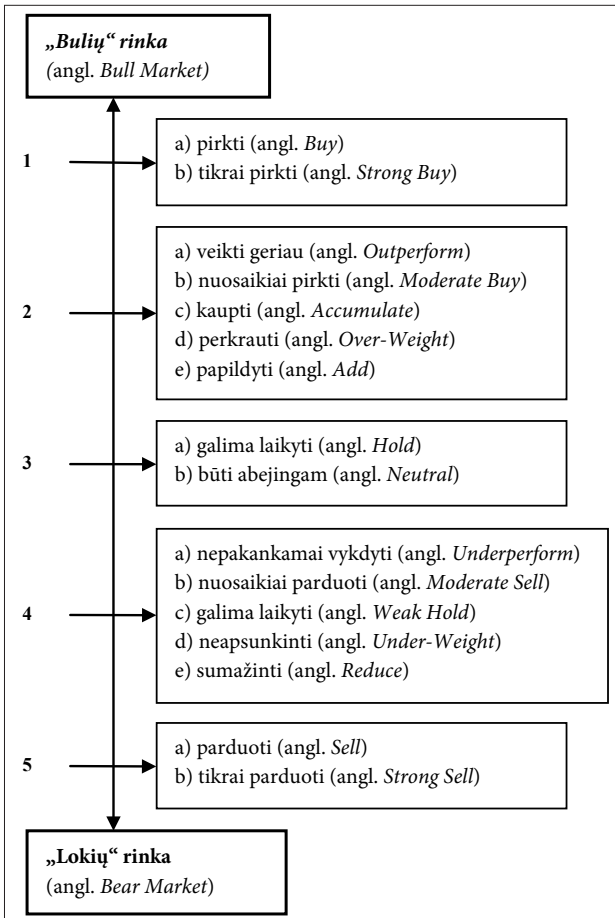 „Bulių“ rinka
(angl. Bull Market)
1
a) pirkti (angl. Buy)
b) tikrai pirkti (angl. Strong Buy)
2
a) veikti geriau (angl. Outperform)
b) nuosaikiai pirkti (angl. Moderate Buy)
c) kaupti (angl. Accumulate)
d) perkrauti (angl. Over-Weight)
e) papildyti (angl. Add)
3
a) galima laikyti (angl. Hold)
b) būti abejingam (angl. Neutral)
4
a) nepakankamai vykdyti (angl. Underperform)
b) nuosaikiai parduoti (angl. Moderate Sell)
c) galima laikyti (angl. Weak Hold)
d) neapsunkinti (angl. Under-Weight)
e) sumažinti (angl. Reduce)
5
a) parduoti (angl. Sell)
b) tikrai parduoti (angl. Strong Sell)
„Lokių“ rinka
(angl. Bear Market)